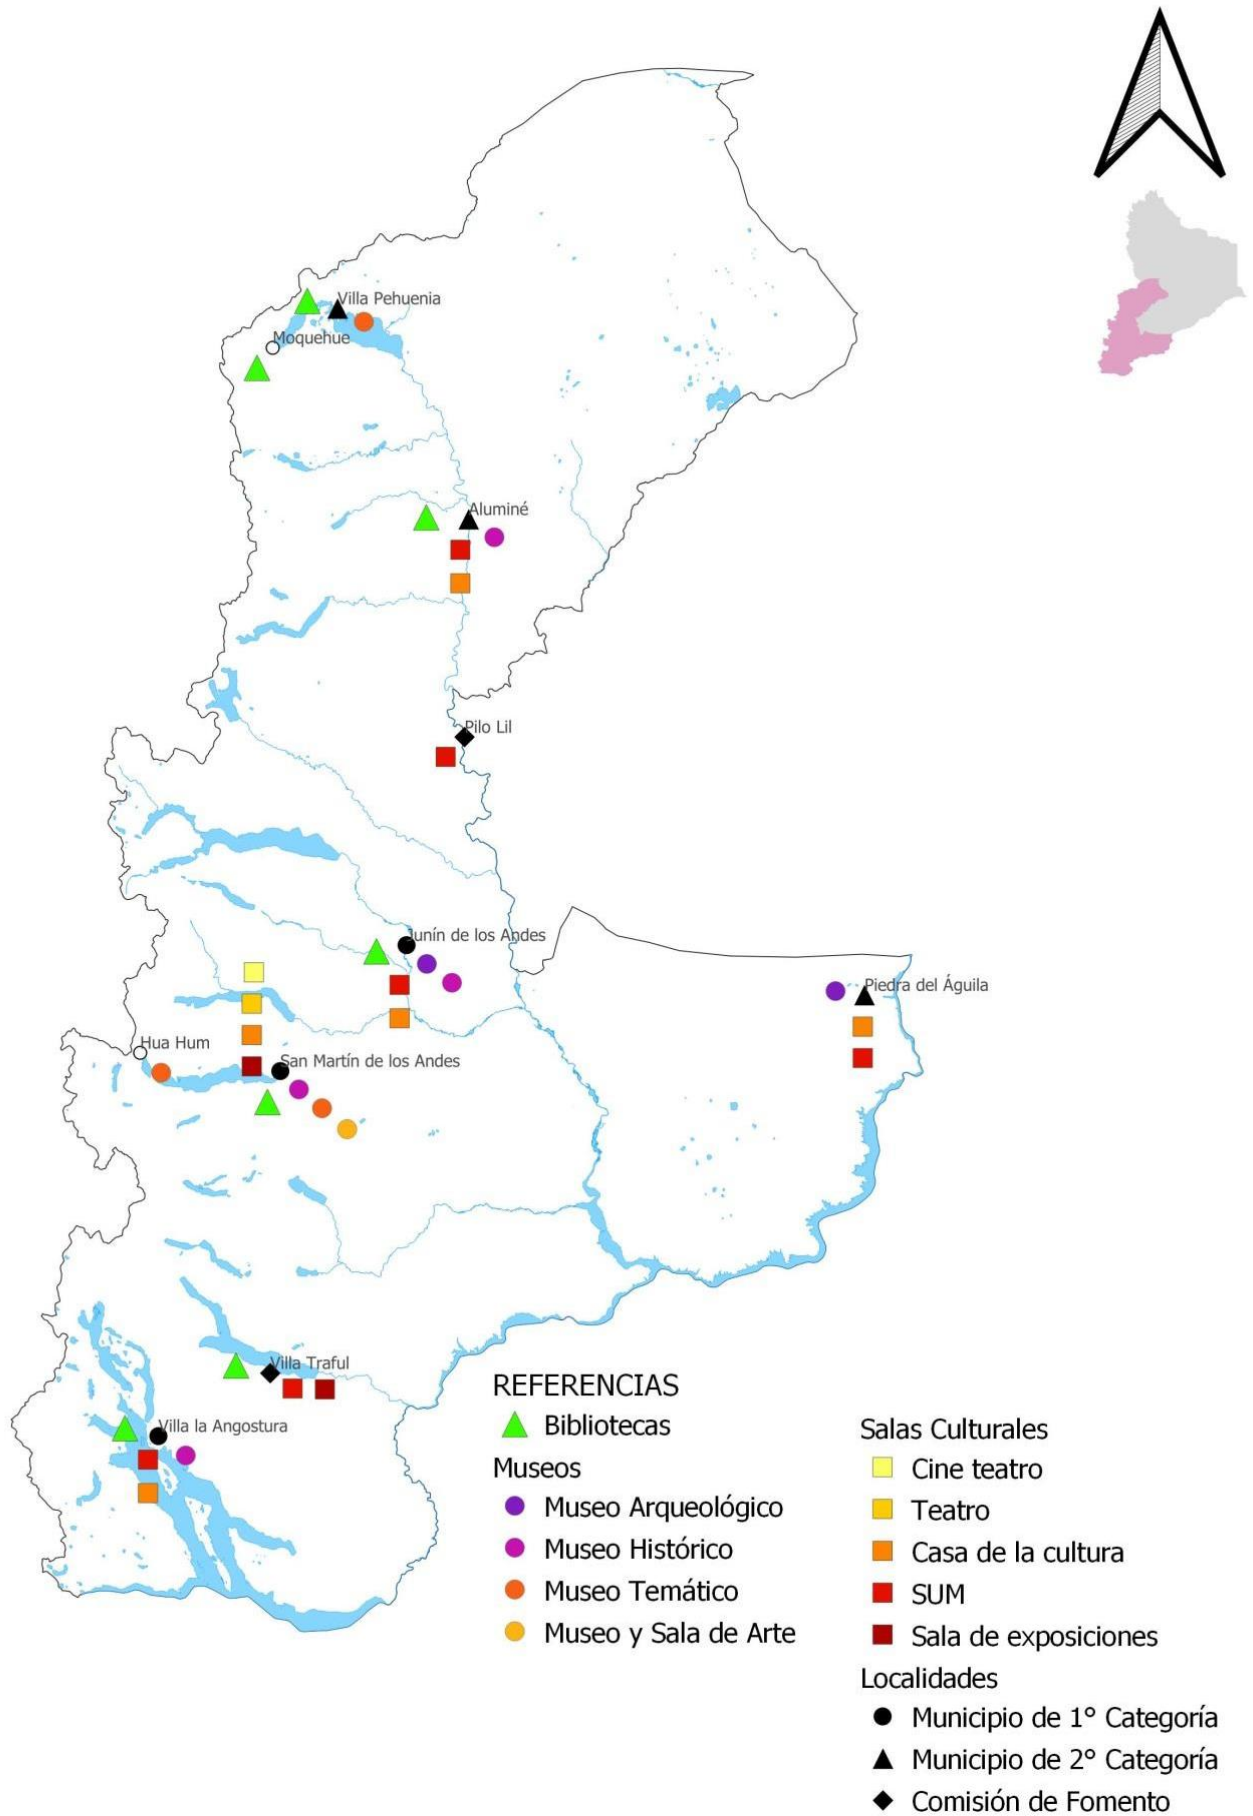 Villa Pehuenia
Moquehue
Aluminé
Pilo Lil
Junín de los Andes
Piedra del Águila
Hua Hum
San Martín de los Andes
Villa Traful
Villa la Angostura
REFERENCIAS
Bibliotecas
Museos
Museo Arqueológico
Museo Histórico
Museo Temático
Museo y Sala de Arte
Salas Culturales
Cine teatro
Teatro
Casa de la cultura
SUM
Sala de exposiciones
Localidades
Municipio de 1° Categoría
Municipio de 2° Categoría
Comisión de Fomento